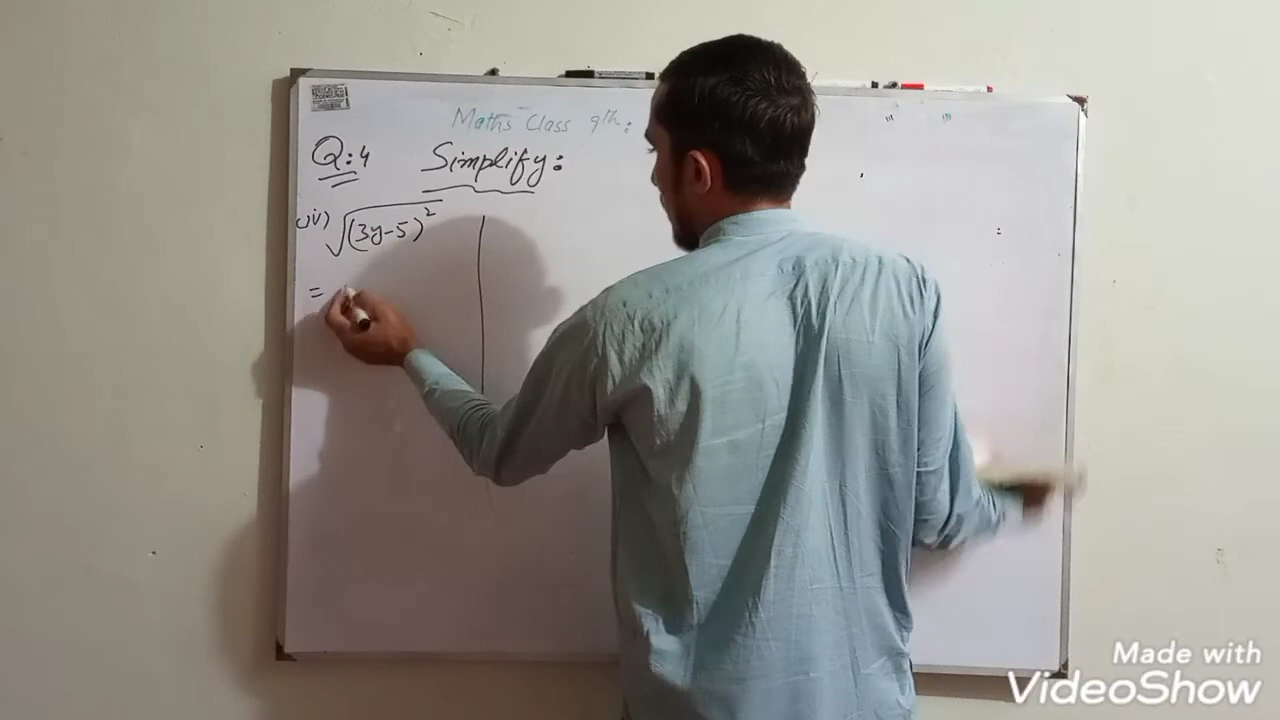 Maths Class 9th:
Q:4 Simplify:
(iv) √(3y-5)²
=
Made with
VideoShow